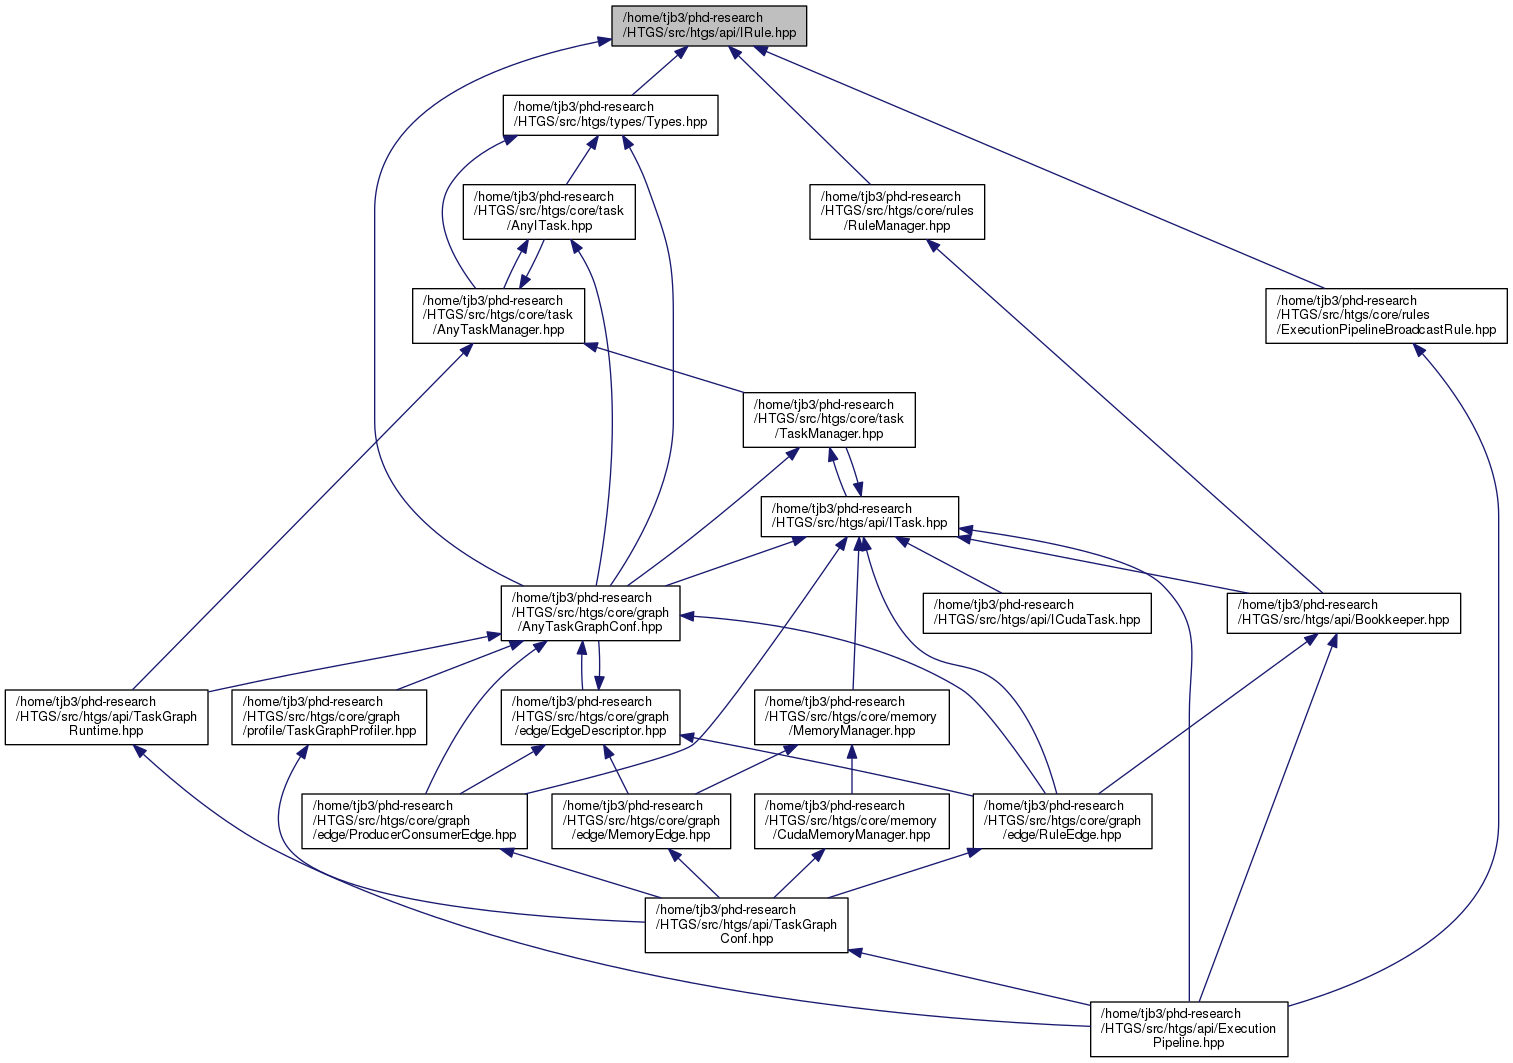 /home/tjb3/phd-research
/HTGS/src/htgs/api/IRule.hpp
/home/tjb3/phd-research
/HTGS/src/htgs/types/Types.hpp
/home/tjb3/phd-research
/HTGS/src/htgs/core/task
/AnyITask.hpp
/home/tjb3/phd-research
/HTGS/src/htgs/core/rules
/RuleManager.hpp
/home/tjb3/phd-research
/HTGS/src/htgs/core/task
/AnyTaskManager.hpp
/home/tjb3/phd-research
/HTGS/src/htgs/core/rules
/ExecutionPipelineBroadcastRule.hpp
/home/tjb3/phd-research
/HTGS/src/htgs/core/task
/TaskManager.hpp
/home/tjb3/phd-research
/HTGS/src/htgs/api/ITask.hpp
/home/tjb3/phd-research
/HTGS/src/htgs/core/graph
/AnyTaskGraphConf.hpp
/home/tjb3/phd-research
/HTGS/src/htgs/api/ICudaTask.hpp
/home/tjb3/phd-research
/HTGS/src/htgs/api/Bookkeeper.hpp
/home/tjb3/phd-research
/HTGS/src/htgs/api/TaskGraph
Runtime.hpp
/home/tjb3/phd-research
/HTGS/src/htgs/core/graph
/profile/TaskGraphProfiler.hpp
/home/tjb3/phd-research
/HTGS/src/htgs/core/graph
/edge/EdgeDescriptor.hpp
/home/tjb3/phd-research
/HTGS/src/htgs/core/memory
/MemoryManager.hpp
/home/tjb3/phd-research
/HTGS/src/htgs/core/graph
/edge/ProducerConsumerEdge.hpp
/home/tjb3/phd-research
/HTGS/src/htgs/core/graph
/edge/MemoryEdge.hpp
/home/tjb3/phd-research
/HTGS/src/htgs/core/memory
/CudaMemoryManager.hpp
/home/tjb3/phd-research
/HTGS/src/htgs/core/graph
/edge/RuleEdge.hpp
/home/tjb3/phd-research
/HTGS/src/htgs/api/TaskGraph
Conf.hpp
/home/tjb3/phd-research
/HTGS/src/htgs/api/Execution
Pipeline.hpp